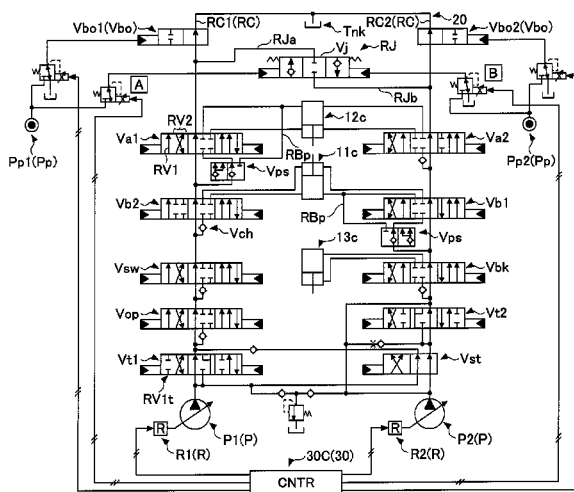 RC1(RC) RC2(RC) 20
Vbo1(Vbo) Tnk Vbo2(Vbo)
RJa Vj RJ
W W
A B
W W
RJb
RV2 12c
Pp1(Pp) Va1 Va2 Pp2(Pp)
RV1 RBp
Vps 11c
Vb2 RBp Vb1
Vch 13c Vps
Vsw Vbk
Vop Vt2
Vt1 Vst
RV1t
R R
P1(P) P2(P)
R1(R) 30C(30) R2(R)
CNTR